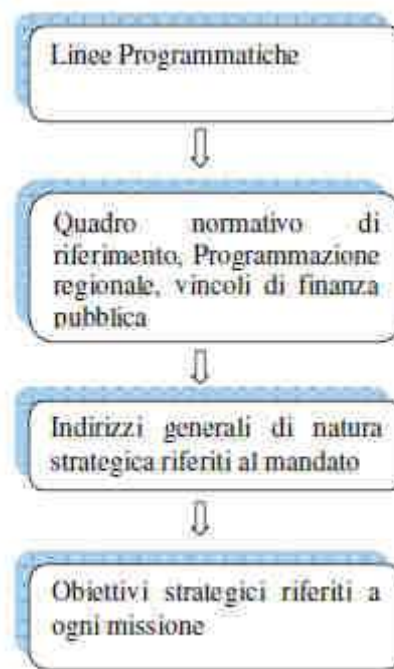 Linee Programmatiche
Quadro normativo di
riferimento, Programmazione
regionale, vincoli di finanza
pubblica
Indirizzi generali di natura
strategica riferiti al mandato
Obiettivi strategici riferiti a
ogni missione